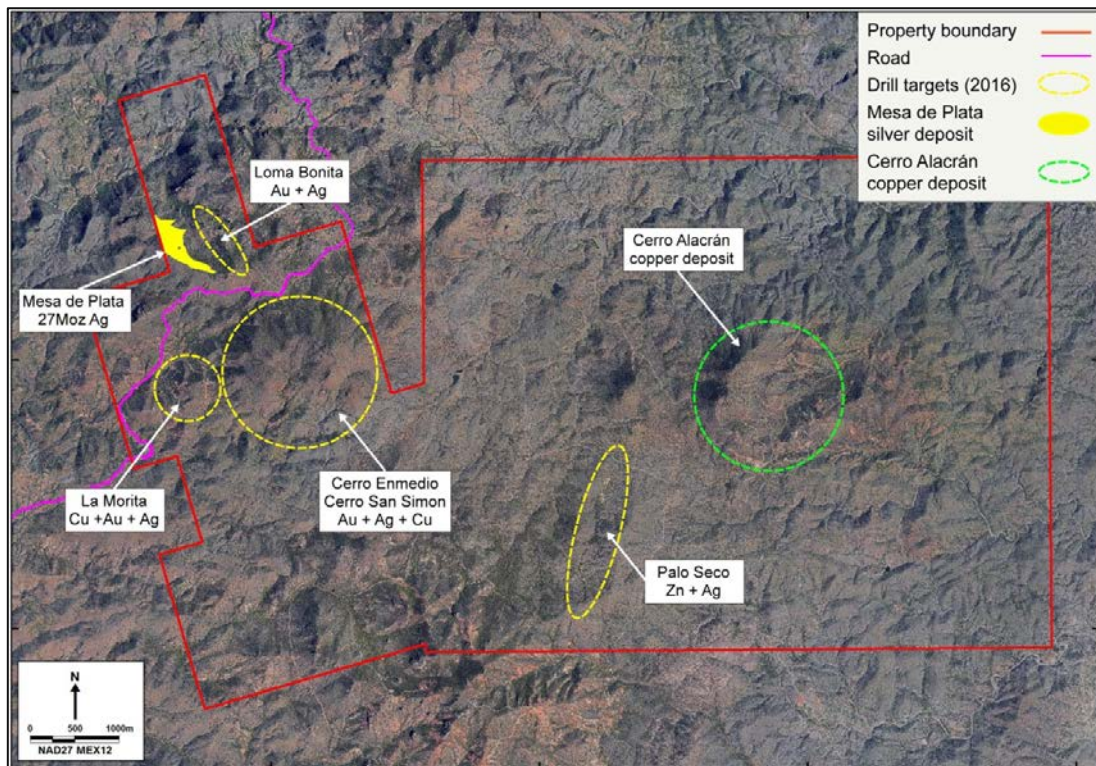 Property boundary
Road
Drill targets (2016)
Mesa de Plata
silver deposit
Cerro Alacrán
copper deposit
Loma Bonita
Au + Ag
Cerro Alacrán
copper deposit
Mesa de Plata
27Moz Ag
La Morita
Cu +Au + Ag
Cerro Enmedio
Cerro San Simon
Au + Ag + Cu
Palo Seco
Zn + Ag
N
0 500 1000m
NAD27 MEX12